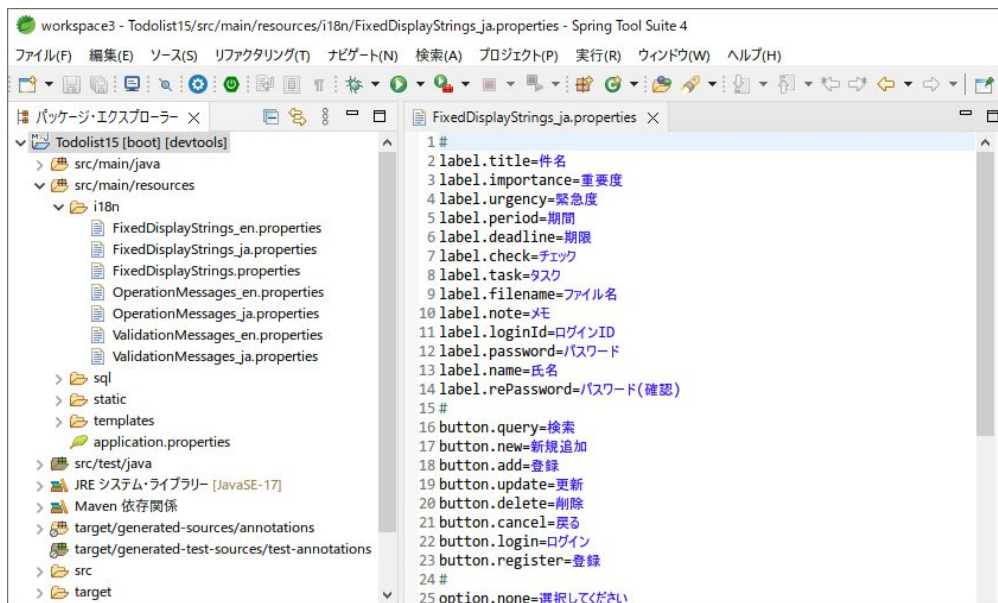 workspace3 - Todolist15/src/main/resources/i18n/FixedDisplayStrings_ja.properties - Spring Tool Suite 4
ファイル(F) 編集(E) ソース(S) リファクタリング(T) ナビゲート(N) 検索(A) プロジェクト(P) 実行(R) ウィンドウ(W) ヘルプ(H)
パッケージ・エクスプローラー
Todolist15 [boot] [devtools]
src/main/java
src/main/resources
i18n
FixedDisplayStrings_en.properties
FixedDisplayStrings_ja.properties
FixedDisplayStrings.properties
OperationMessages_en.properties
OperationMessages_ja.properties
ValidationMessages_en.properties
ValidationMessages_ja.properties
sql
static
templates
application.properties
src/test/java
JRE システム・ライブラリー [JavaSE-17]
Maven 依存関係
target/generated-sources/annotations
target/generated-test-sources/test-annotations
src
target
FixedDisplayStrings_ja.properties
1 #
2 label.title=件名
3 label.importance=重要度
4 label.urgency=緊急度
5 label.period=期間
6 label.deadline=期限
7 label.check=チェック
8 label.task=タスク
9 label.filename=ファイル名
10 label.note=メモ
11 label.loginId=ログインID
12 label.password=パスワード
13 label.name=氏名
14 label.rePassword=パスワード(確認)
15 #
16 button.query=検索
17 button.new=新規追加
18 button.add=登録
19 button.update=更新
20 button.delete=削除
21 button.cancel=戻る
22 button.login=ログイン
23 button.register=登録
24 #
25 option.none=選択してください